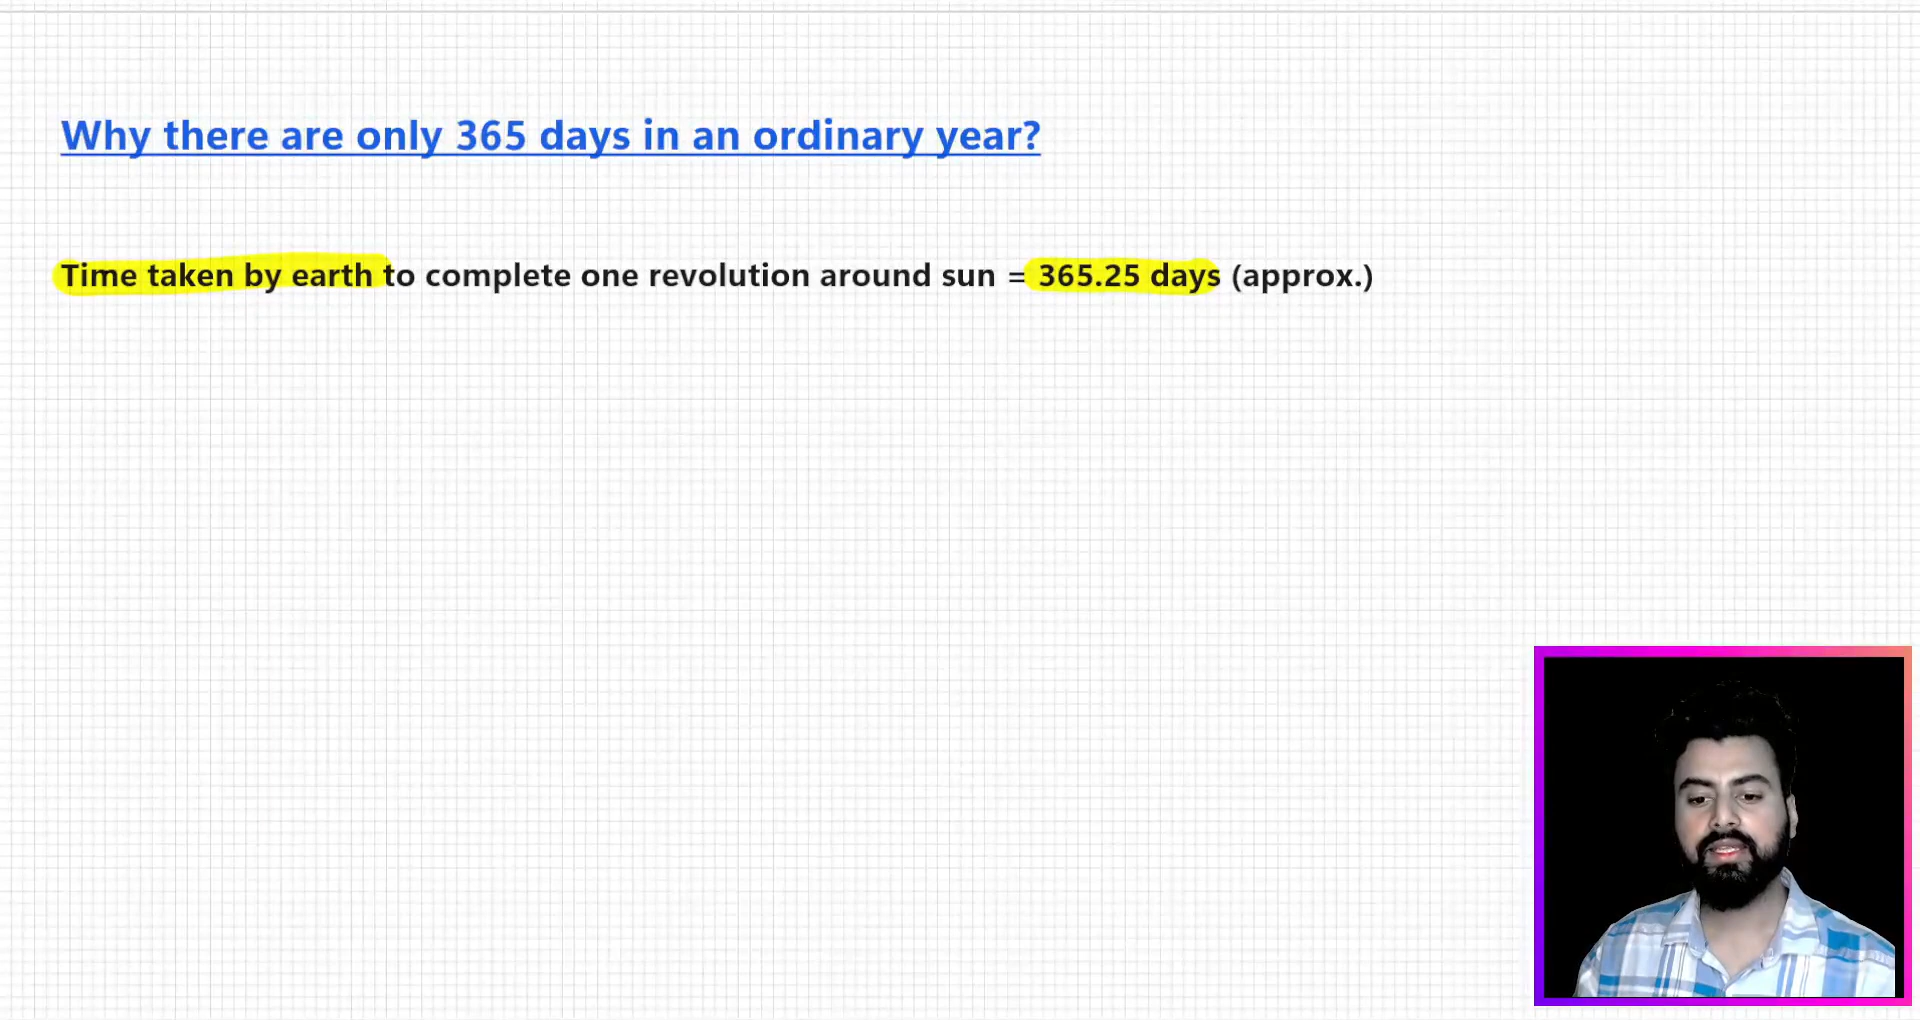 Why there are only 365 days in an ordinary year?
Time taken by earth to complete one revolution around sun = 365.25 days (approx.)